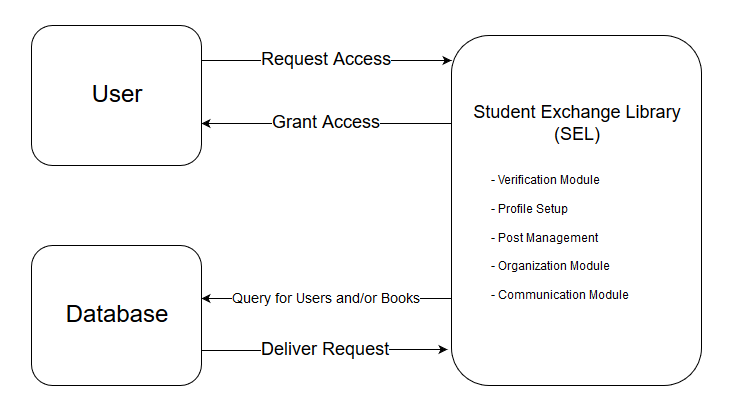 User
Request Access
Grant Access
Student Exchange Library
(SEL)
- Verification Module
- Profile Setup
- Post Management
- Organization Module
- Communication Module
Database
Query for Users and/or Books
Deliver Request